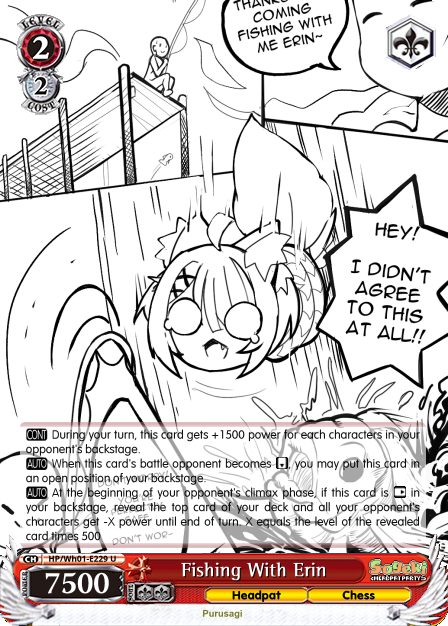 THANKS
COMING
FISHING WITH
ME ERIN~
LEVEL
2
2
COST
HEY!
I DIDN'T
AGREE
TO THIS
AT ALL!!
CONT During your turn, this card gets +1500 power for each characters in your
opponent's backstage.
AUTO When this card's battle opponent becomes [ ], you may put this card in
an open position of your backstage.
AUTO At the beginning of your opponent's climax phase, if this card is [ ] in
your backstage, reveal the top card of your deck and all your opponent's
characters get -X power until end of turn. X equals the level of the revealed
card times 500.
DON'T WOR~
CH HP/Wh01-E229 U
POWER
7500
SOUL
Fishing With Erin
Headpat
Chess
Sayaki
HEADPAT PARTY
Purusagi